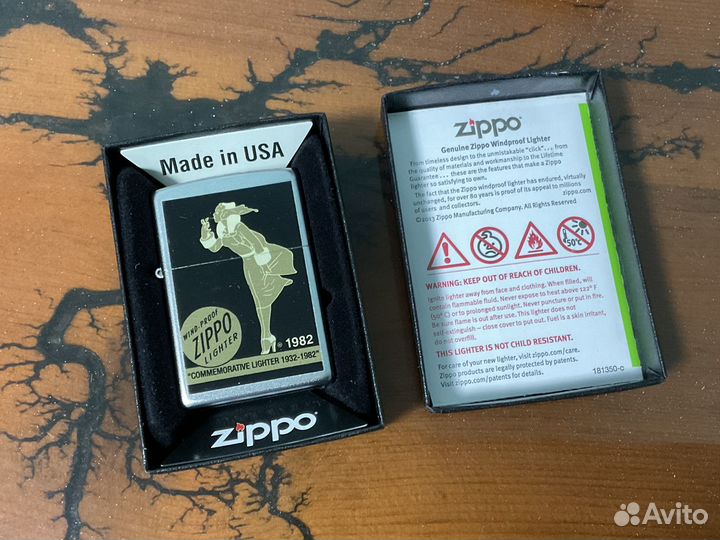 Made in USA
WIND-PROOF
ZIPPO
LIGHTER
® 1982
"COMMEMORATIVE LIGHTER 1932-1982"
zippo
zippo
Genuine Zippo Windproof Lighter
From timeless design to the unmistakable "click"... from
the quality of materials and workmanship to the Lifetime
Guarantee... these are the features that make a Zippo
lighter so satisfying to own.
The fact that the Zippo windproof lighter has endured, virtually
unchanged, for over 80 years is proof of its appeal to millions
of users and collectors. zippo.com
©2013 Zippo Manufacturing Company. All Rights Reserved
50°C
WARNING: KEEP OUT OF REACH OF CHILDREN.
Ignite lighter away from face and clothing. When filled, will
contain flammable fluid. Never expose to heat above 122° F
(50° C) or to prolonged sunlight. Never puncture or put in fire.
Be sure flame is out after use. This lighter does not
self-extinguish – close cover to put out. Fuel is a skin irritant,
do not overfill.
THIS LIGHTER IS NOT CHILD RESISTANT.
For care of your new lighter, visit zippo.com/care.
Zippo products are legally protected by patents.
Visit zippo.com/patents for details.
181350-c
Avito